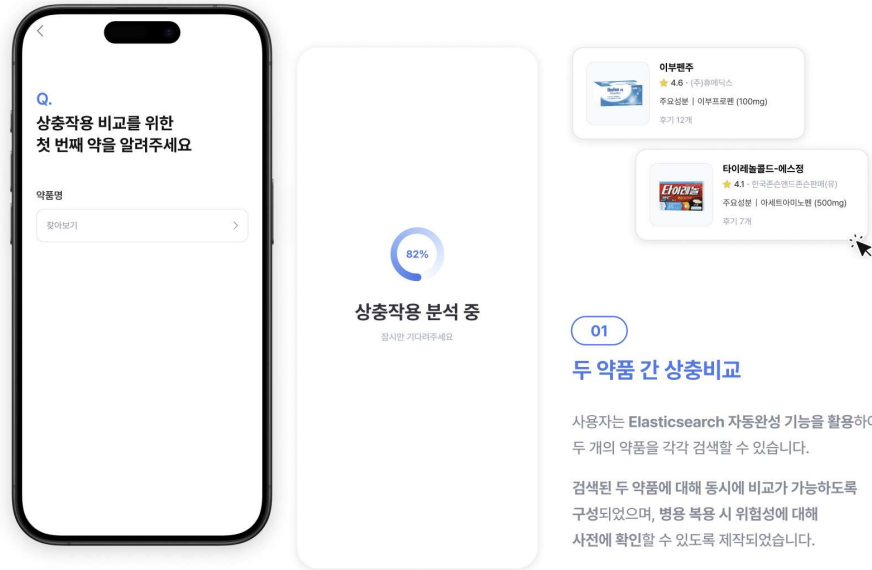 Q.
상충작용 비교를 위한
첫 번째 약을 알려주세요
약품명
찾아보기
82%
상충작용 분석 중
잠시만 기다려주세요
이부펜주
4.6 · (주)휴메딕스
주요성분 | 이부프로펜 (100mg)
후기 12개
타이레놀
타이레놀콜드-에스정
4.1 · 한국존슨앤드존슨판매(유)
주요성분 | 아세트아미노펜 (500mg)
후기 7개
01
두 약품 간 상충비교
사용자는 Elasticsearch 자동완성 기능을 활용하여
두 개의 약품을 각각 검색할 수 있습니다.
검색된 두 약품에 대해 동시에 비교가 가능하도록
구성되었으며, 병용 복용 시 위험성에 대해
사전에 확인할 수 있도록 제작되었습니다.